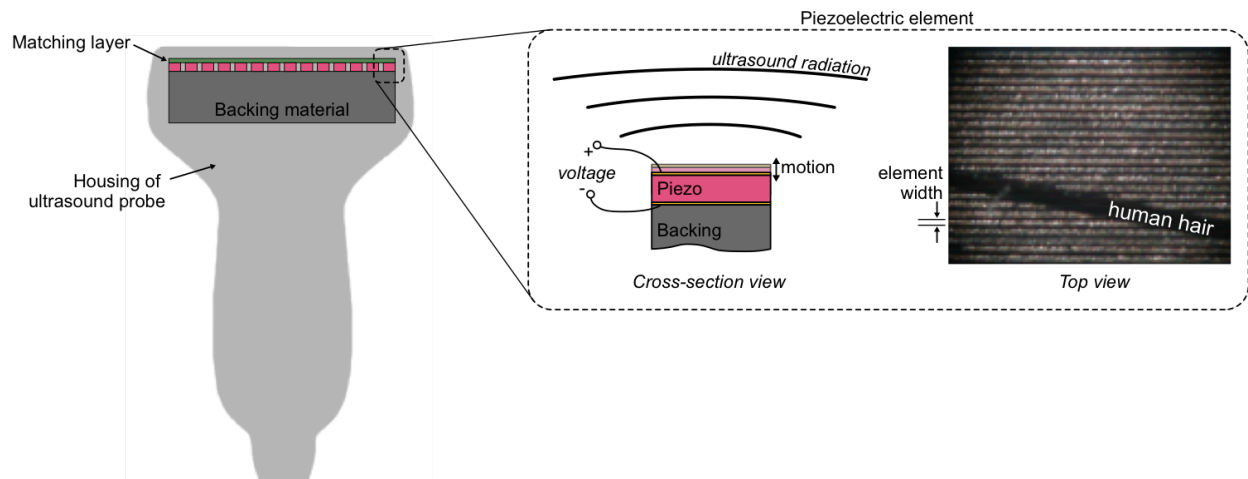 Piezoelectric element
Matching layer
Backing material
Housing of
ultrasound probe
ultrasound radiation
+
voltage
-
motion
Piezo
Backing
Cross-section view
element
width
human hair
Top view